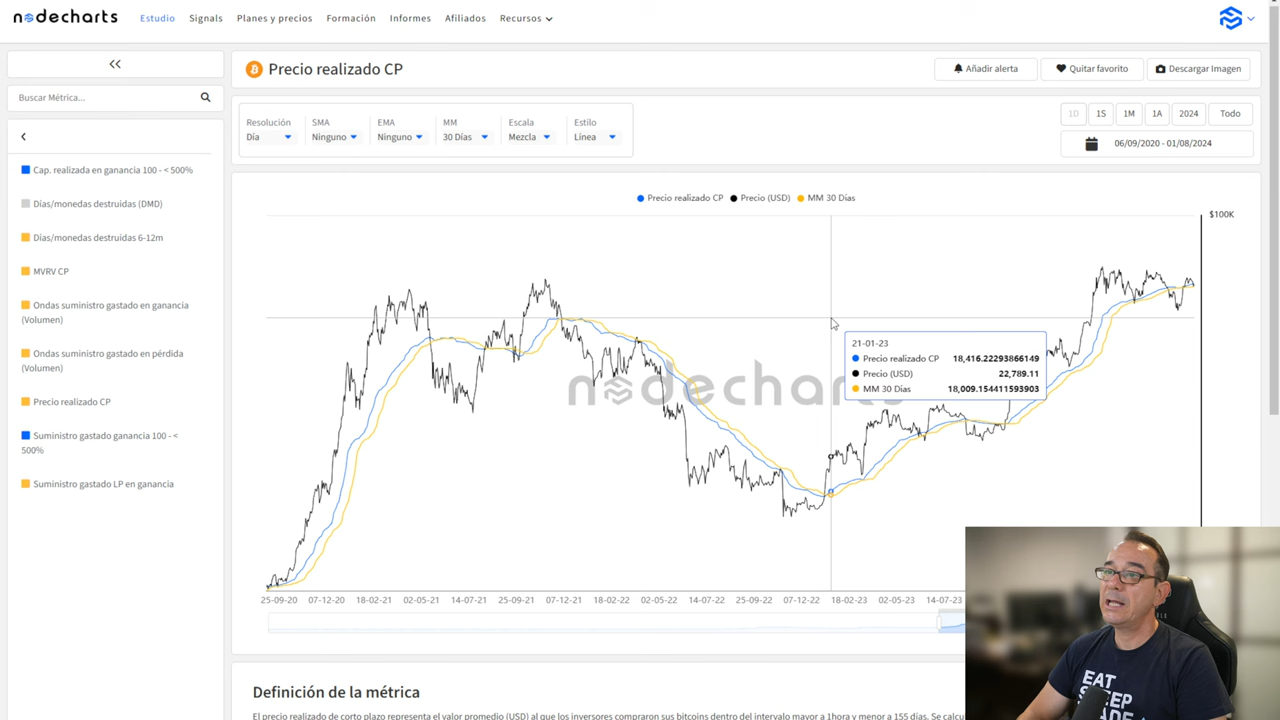 nodecharts
Estudio
Signals
Planes y precios
Formación
Informes
Afiliados
Recursos
Buscar Métrica...
Cap. realizada en ganancia 100 - < 500%
Días/monedas destruidas (DMD)
Días/monedas destruidas 6-12m
MVRV CP
Ondas suministro gastado en ganancia
(Volumen)
Ondas suministro gastado en pérdida
(Volumen)
Precio realizado CP
Suministro gastado ganancia 100 - <
500%
Suministro gastado LP en ganancia
Precio realizado CP
Añadir alerta
Quitar favorito
Descargar Imagen
Resolución SMA EMA MM Escala Estilo
Día Ninguno Ninguno 30 Días Mezcla Línea
1D 1S 1M 1A 2024 Todo
06/09/2020 - 01/08/2024
Precio realizado CP Precio (USD) MM 30 Días
$100K
nodecharts
21-01-23
Precio realizado CP 18,416.22293866149
Precio (USD) 22,789.11
MM 30 Días 18,009.154411593903
25-09-20 07-12-20 18-02-21 02-05-21 14-07-21 25-09-21 07-12-21 18-02-22 02-05-22 14-07-22 25-09-22 07-12-22 18-02-23 02-05-23 14-07-23
Definición de la métrica
El precio realizado de corto plazo representa el valor promedio (USD) al que los inversores compraron sus bitcoins dentro del intervalo mayor a 1hora y menor a 155 días. Se calcu
EAT